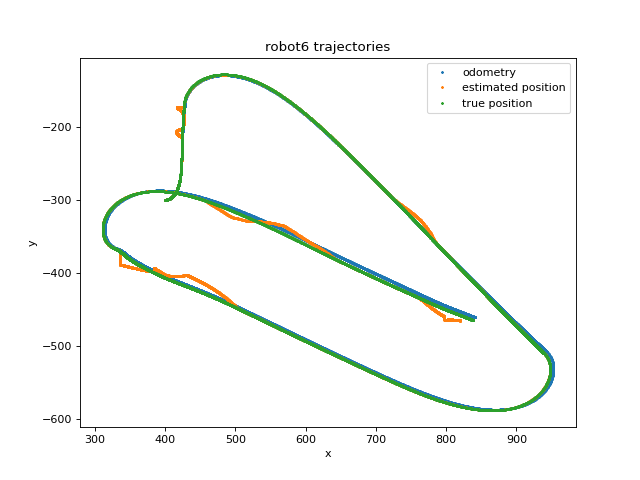 robot6 trajectories
odometry
estimated position
true position
y
−200
−300
−400
−500
−600
300 400 500 600 700 800 900
x